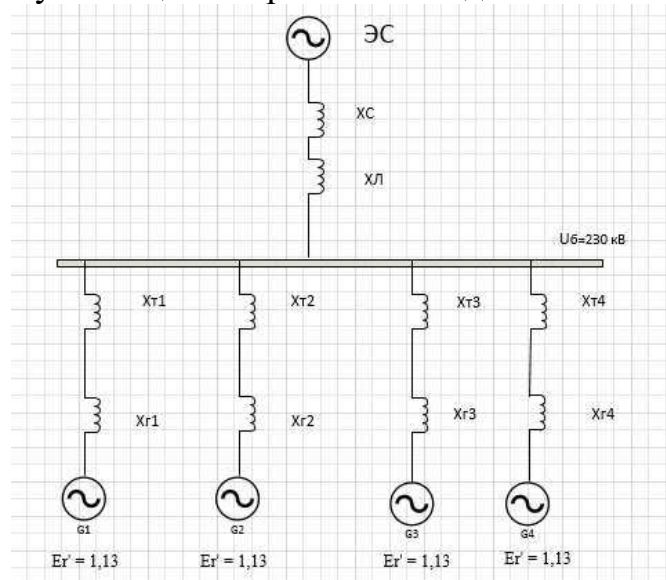 ЭС
XC
ХЛ
Uб=230 кВ
Хт1
Хт2
Хт3
Хт4
Хг1
Хг2
Хг3
Хг4
G1
G2
G3
G4
Er' = 1,13
Er' = 1,13
Er' = 1,13
Er' = 1,13